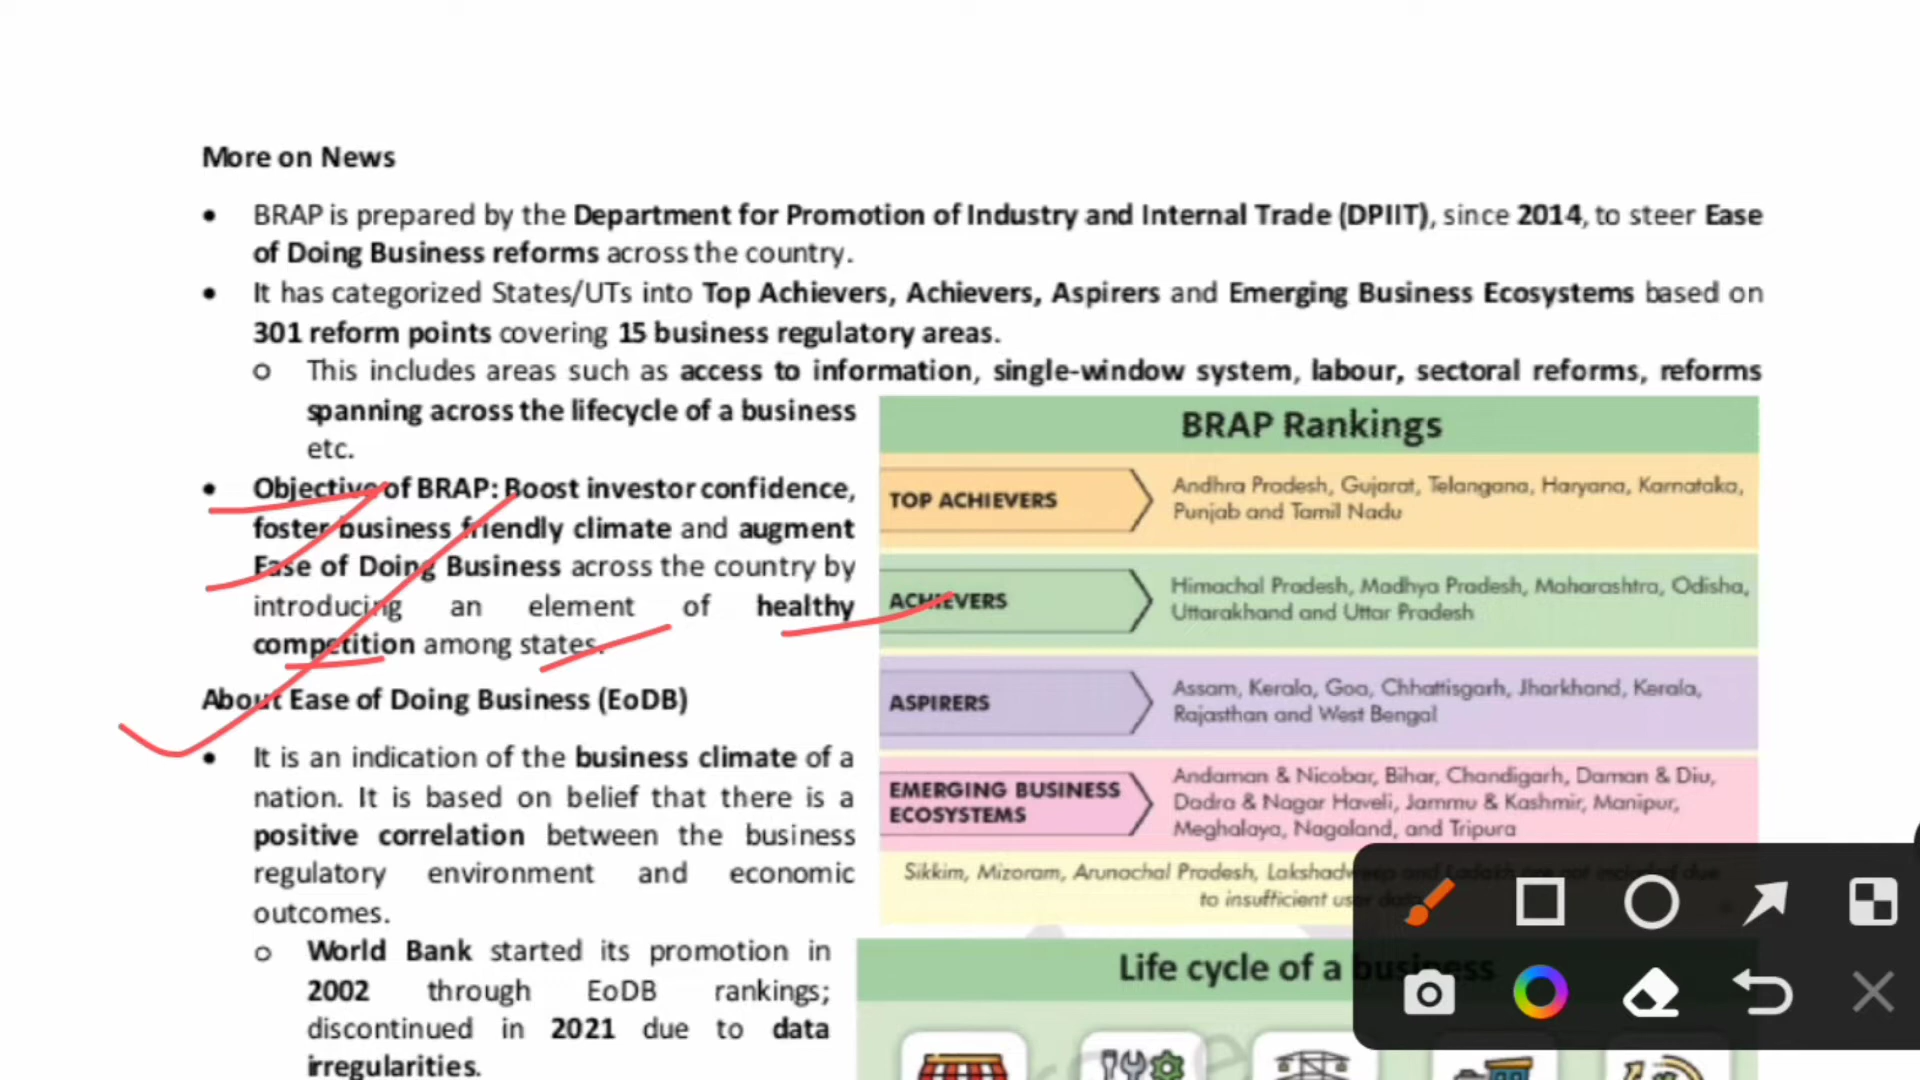 More on News
• BRAP is prepared by the Department for Promotion of Industry and Internal Trade (DPIIT), since 2014, to steer Ease
of Doing Business reforms across the country.
• It has categorized States/UTs into Top Achievers, Achievers, Aspirers and Emerging Business Ecosystems based on
301 reform points covering 15 business regulatory areas.
o This includes areas such as access to information, single-window system, labour, sectoral reforms, reforms
spanning across the lifecycle of a business
etc.
• Objective of BRAP: Boost investor confidence,
foster business friendly climate and augment
Ease of Doing Business across the country by
introducing an element of healthy
competition among states.
About Ease of Doing Business (EoDB)
• It is an indication of the business climate of a
nation. It is based on belief that there is a
positive correlation between the business
regulatory environment and economic
outcomes.
o World Bank started its promotion in
2002 through EoDB rankings;
discontinued in 2021 due to data
irregularities.
BRAP Rankings
TOP ACHIEVERS
Andhra Pradesh, Gujarat, Telangana, Haryana, Karnataka,
Punjab and Tamil Nadu
ACHIEVERS
Himachal Pradesh, Madhya Pradesh, Maharashtra, Odisha,
Uttarakhand and Uttar Pradesh
ASPIRERS
Assam, Kerala, Goa, Chhattisgarh, Jharkhand, Kerala,
Rajasthan and West Bengal
EMERGING BUSINESS
ECOSYSTEMS
Andaman & Nicobar, Bihar, Chandigarh, Daman & Diu,
Dadra & Nagar Haveli, Jammu & Kashmir, Manipur,
Meghalaya, Nagaland, and Tripura
Sikkim, Mizoram, Arunachal Pradesh, Lakshadweep and Ladakh are not included due
to insufficient user data
Life cycle of a business